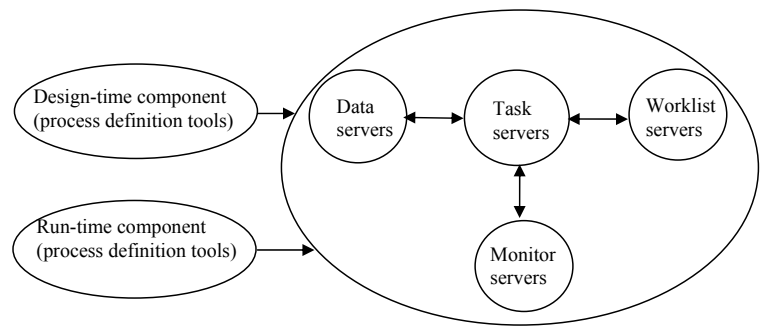 Design-time component
(process definition tools)
Data
servers
Task
servers
Worklist
servers
Run-time component
(process definition tools)
Monitor
servers